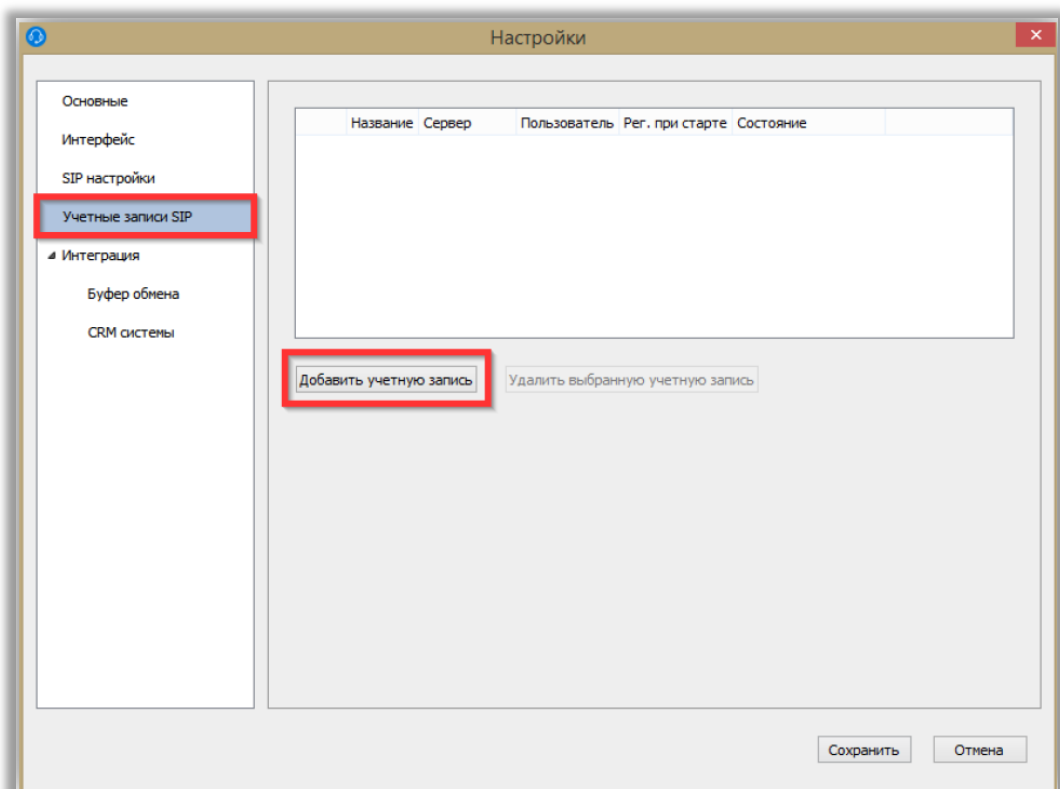 Настройки
Основные
Интерфейс
SIP настройки
Учетные записи SIP
Интеграция
Буфер обмена
CRM системы
Название Сервер Пользователь Рег. при старте Состояние
Добавить учетную запись Удалить выбранную учетную запись
Сохранить Отмена